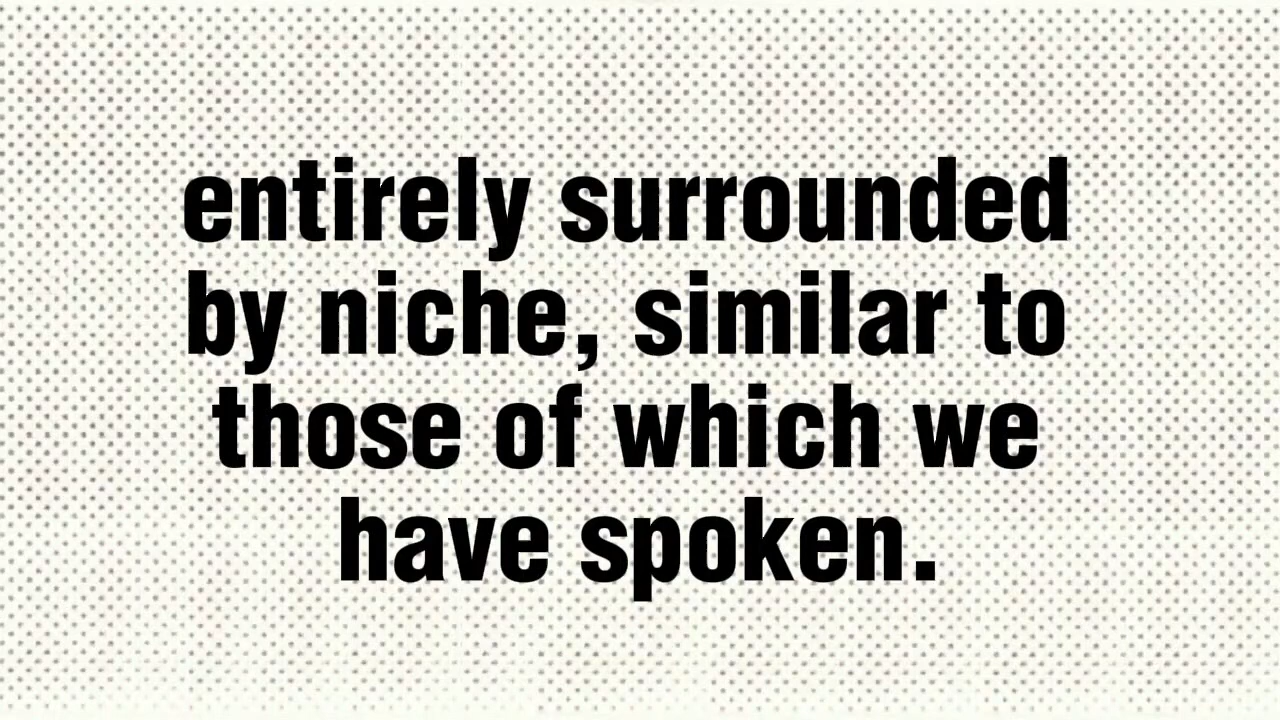 entirely surrounded
by niche, similar to
those of which we
have spoken.